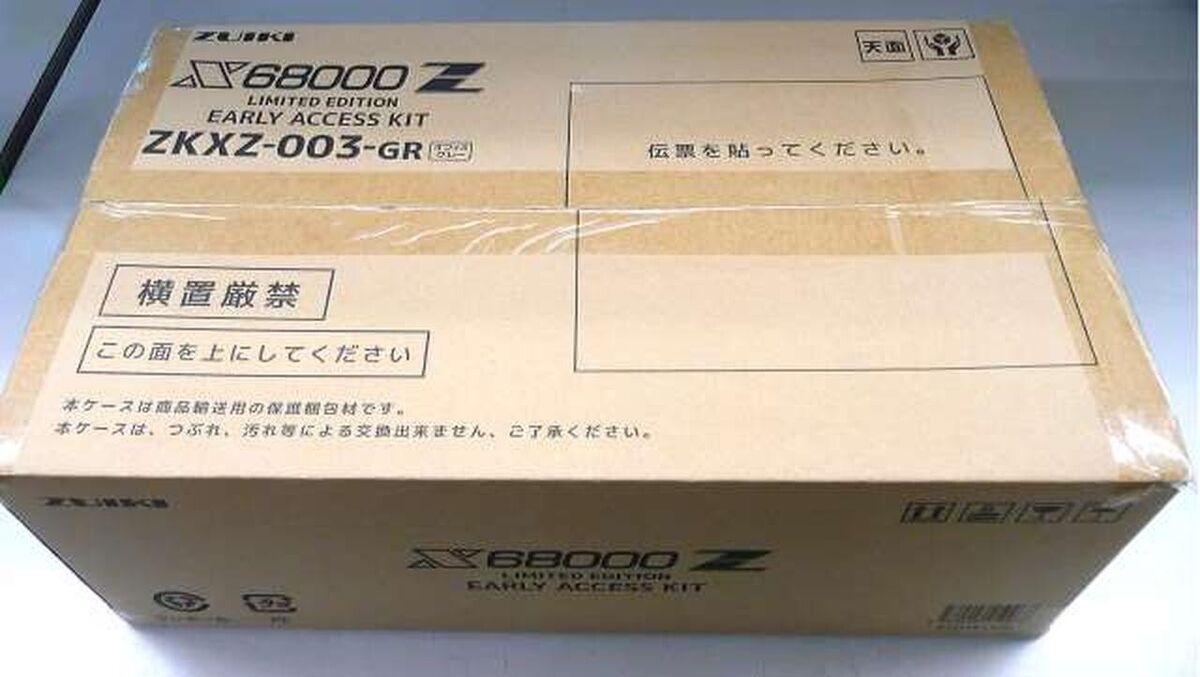 ZUIKI
天面
X68000 Z
LIMITED EDITION
EARLY ACCESS KIT
ZKXZ-003-GR
伝票を貼ってください。
横置厳禁
この面を上にしてください
本ケースは商品輸送用の保護梱包材です。
本ケースは、つぶれ、汚れ等による交換出来ません、ご了承ください。
ZUIKI
X68000 Z
LIMITED EDITION
EARLY ACCESS KIT